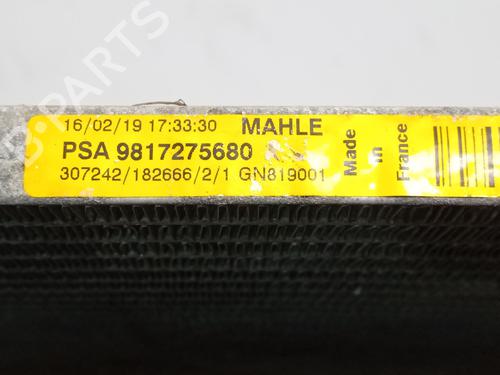 16/02/19 17:33:30 MAHLE
PSA 9817275680
307242/182666/2/1 GN819001
Made
in
France
B-PARTS